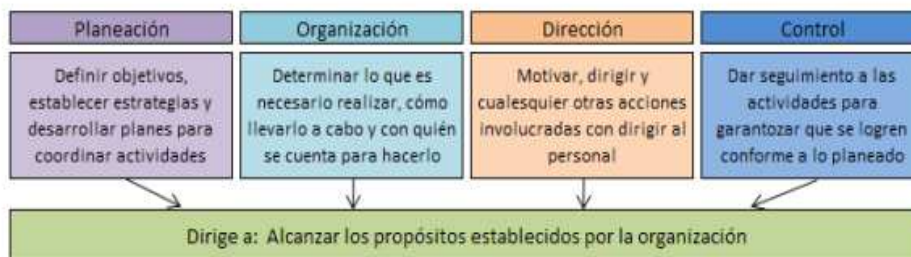 Planeación
Organización
Dirección
Control
Definir objetivos,
establecer estrategias y
desarrollar planes para
coordinar actividades
Determinar lo que es
necesario realizar, cómo
llevarlo a cabo y con quién
se cuenta para hacerlo
Motivar, dirigir y
cualesquier otras acciones
involucradas con dirigir al
personal
Dar seguimiento a las
actividades para
garantozar que se logren
conforme a lo planeado
Dirige a: Alcanzar los propósitos establecidos por la organización